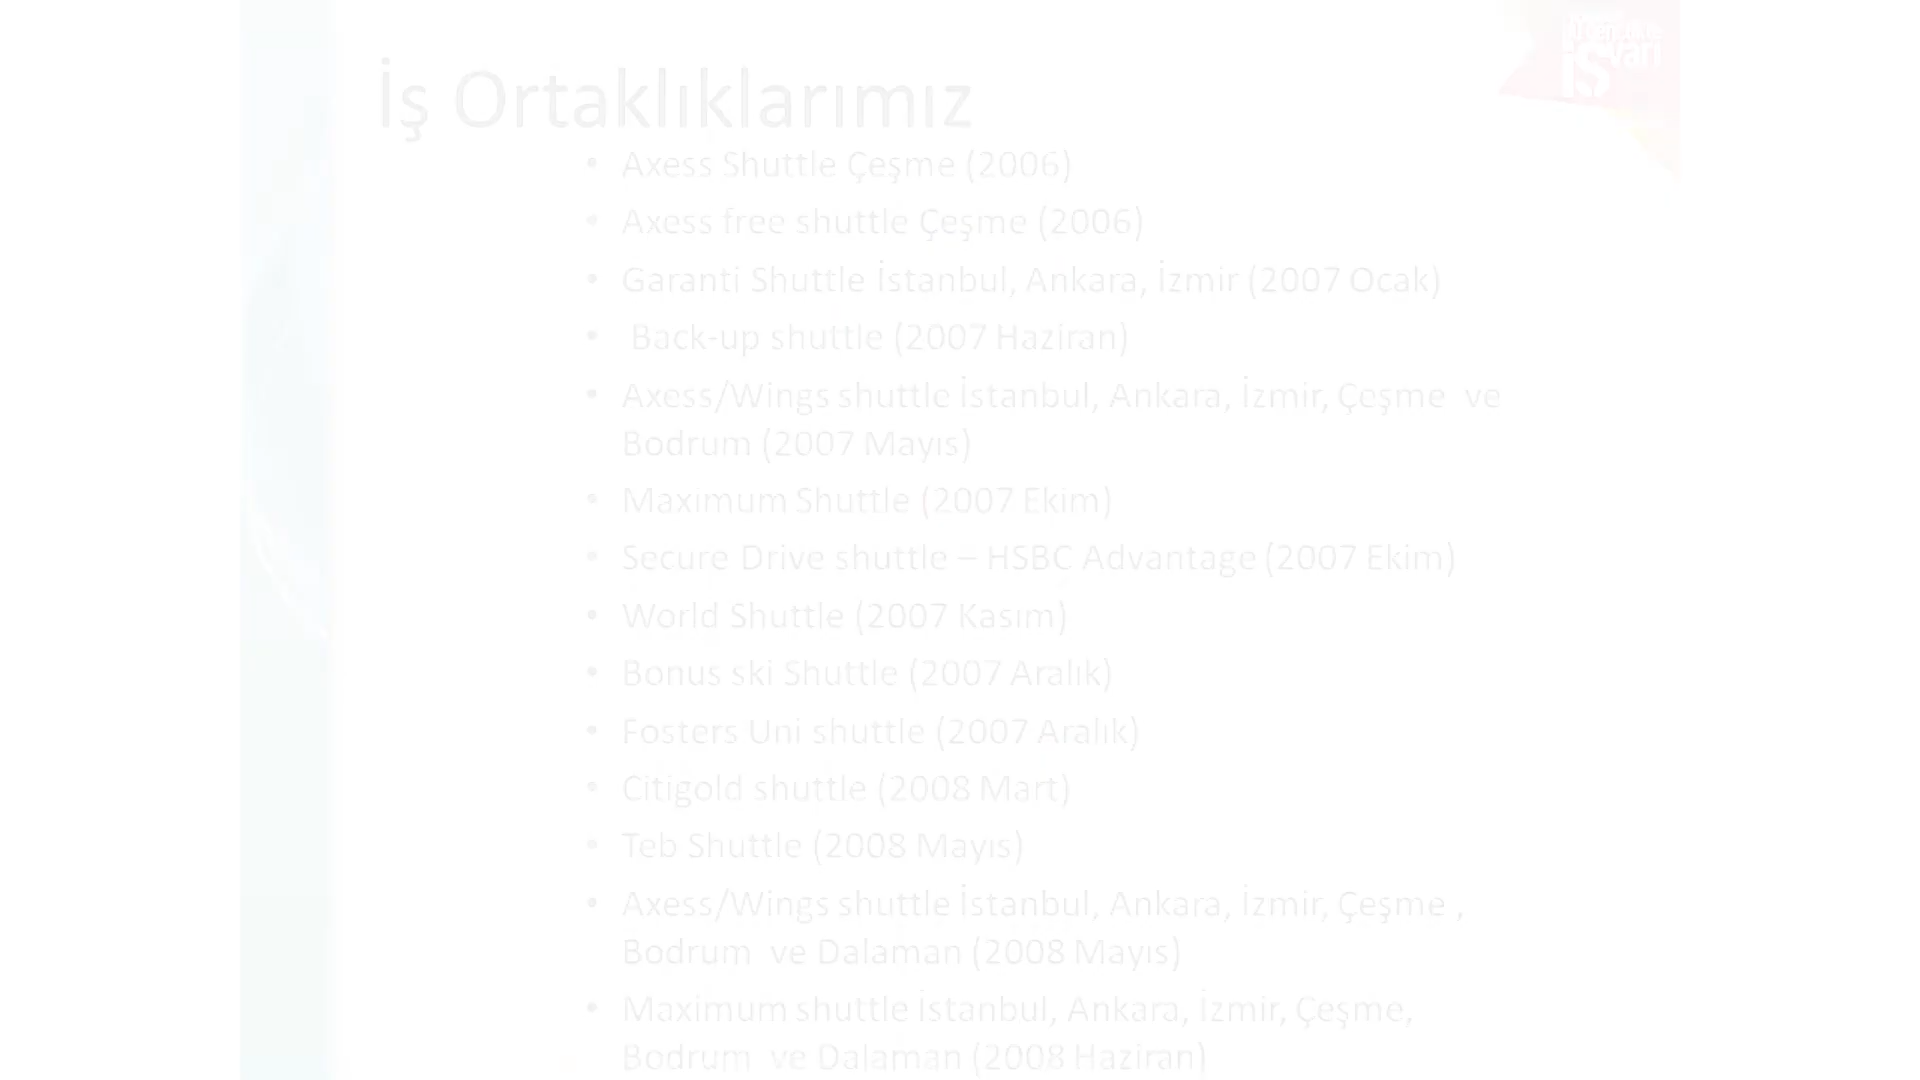 İş Ortaklıklarımız
• Axess Shuttle Çeşme (2006)
• Axess free shuttle Çeşme (2006)
• Garanti Shuttle İstanbul, Ankara, İzmir (2007 Ocak)
• Back-up shuttle (2007 Haziran)
• Axess/Wings shuttle İstanbul, Ankara, İzmir, Çeşme ve
Bodrum (2007 Mayıs)
• Maximum Shuttle (2007 Ekim)
• Secure Drive shuttle – HSBC Advantage (2007 Ekim)
• World Shuttle (2007 Kasım)
• Bonus ski Shuttle (2007 Aralık)
• Fosters Uni shuttle (2007 Aralık)
• Citigold shuttle (2008 Mart)
• Teb Shuttle (2008 Mayıs)
• Axess/Wings shuttle İstanbul, Ankara, İzmir, Çeşme ,
Bodrum ve Dalaman (2008 Mayıs)
• Maximum shuttle İstanbul, Ankara, İzmir, Çeşme,
Bodrum ve Dalaman (2008 Haziran)
iş var!